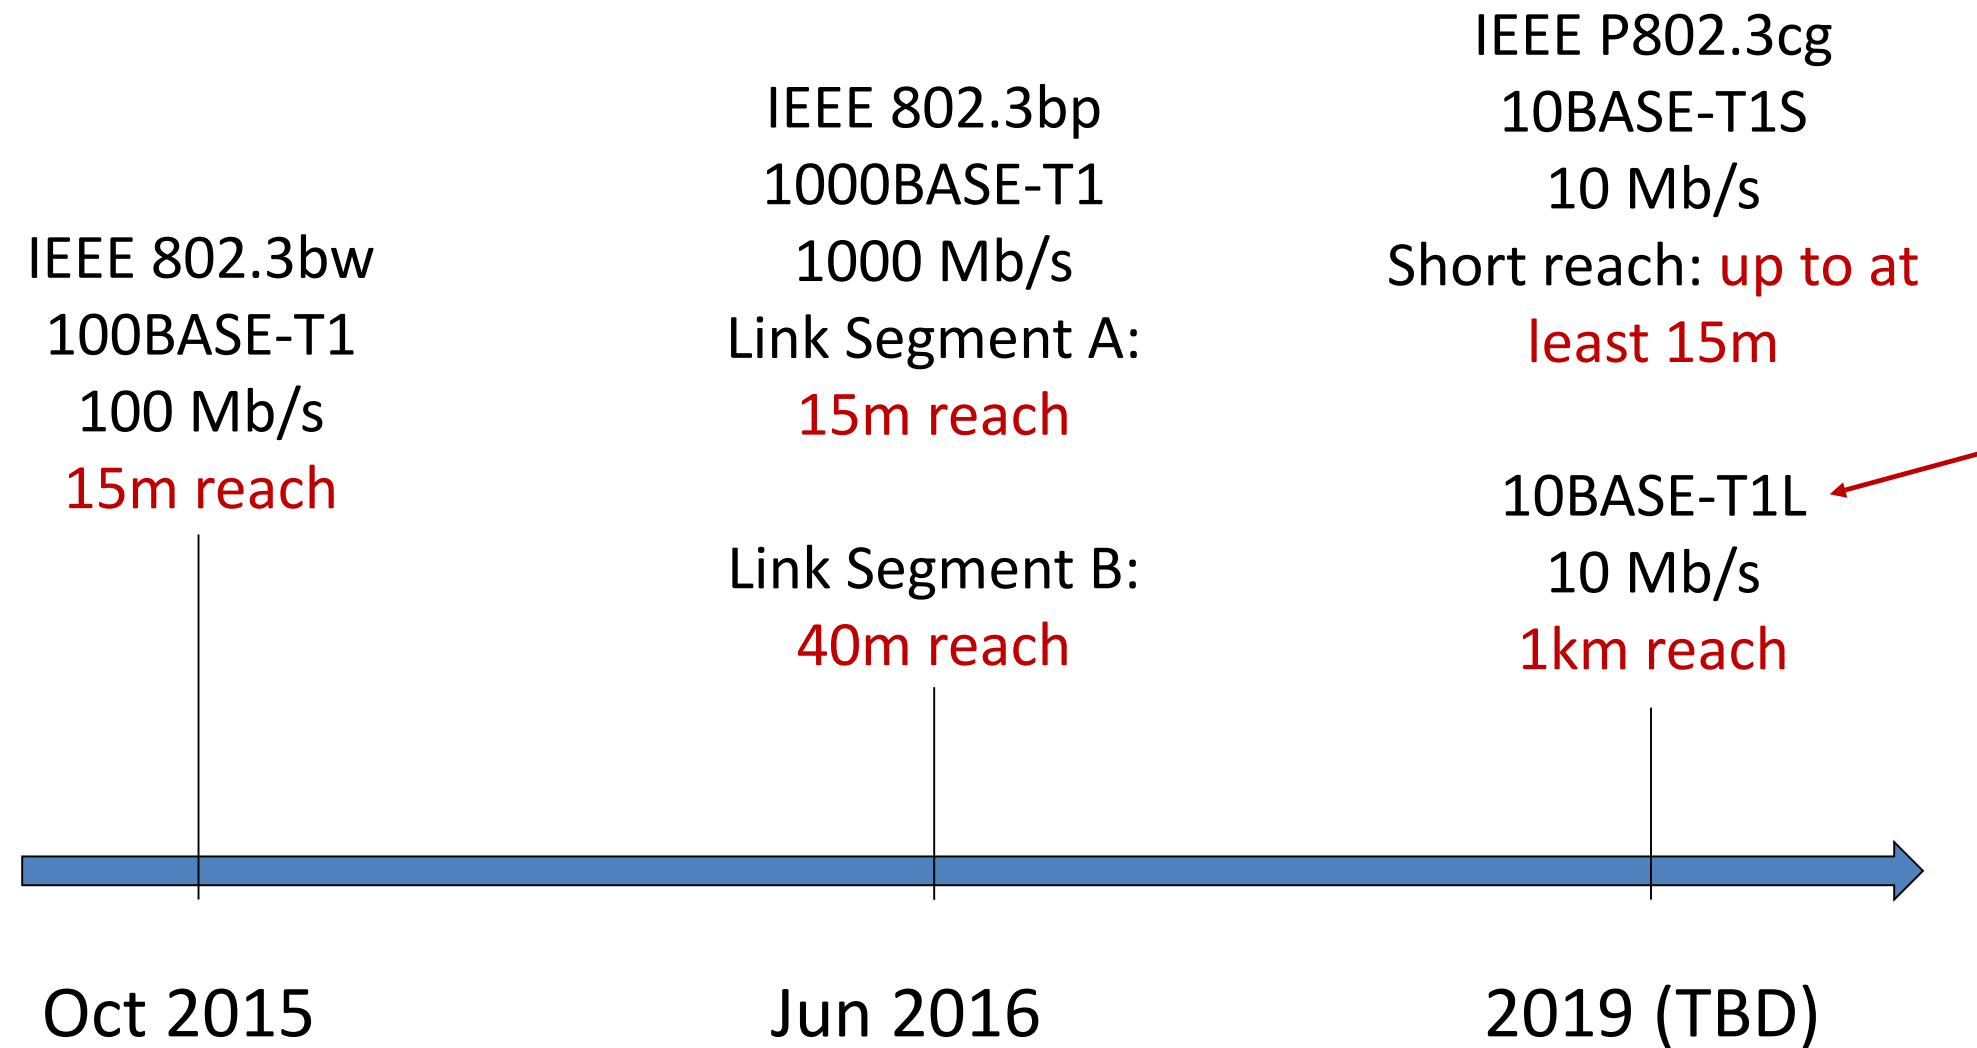 IEEE 802.3bw
100BASE-T1
100 Mb/s
15m reach
IEEE 802.3bp
1000BASE-T1
1000 Mb/s
Link Segment A:
15m reach
Link Segment B:
40m reach
IEEE P802.3cg
10BASE-T1S
10 Mb/s
Short reach: up to at
least 15m
10BASE-T1L
10 Mb/s
1km reach
Oct 2015
Jun 2016
2019 (TBD)